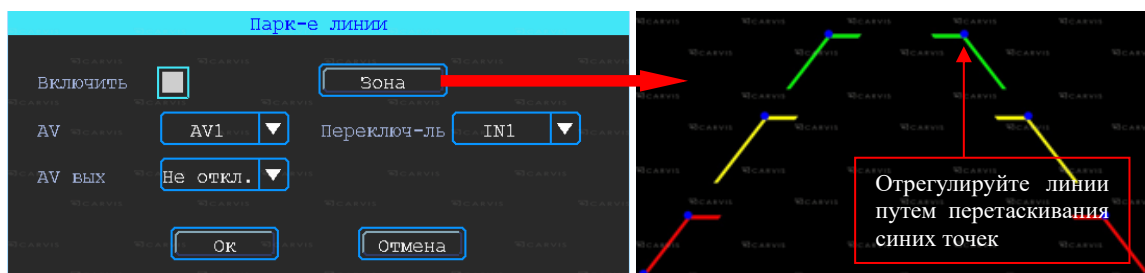 Парк-е линии
Включить
Зона
AV
AV1
Переключ-ль
IN1
AV вых
Не откл.
Ок
Отмена
Отрегулируйте линии
путем перетаскивания
синих точек
CARVIS